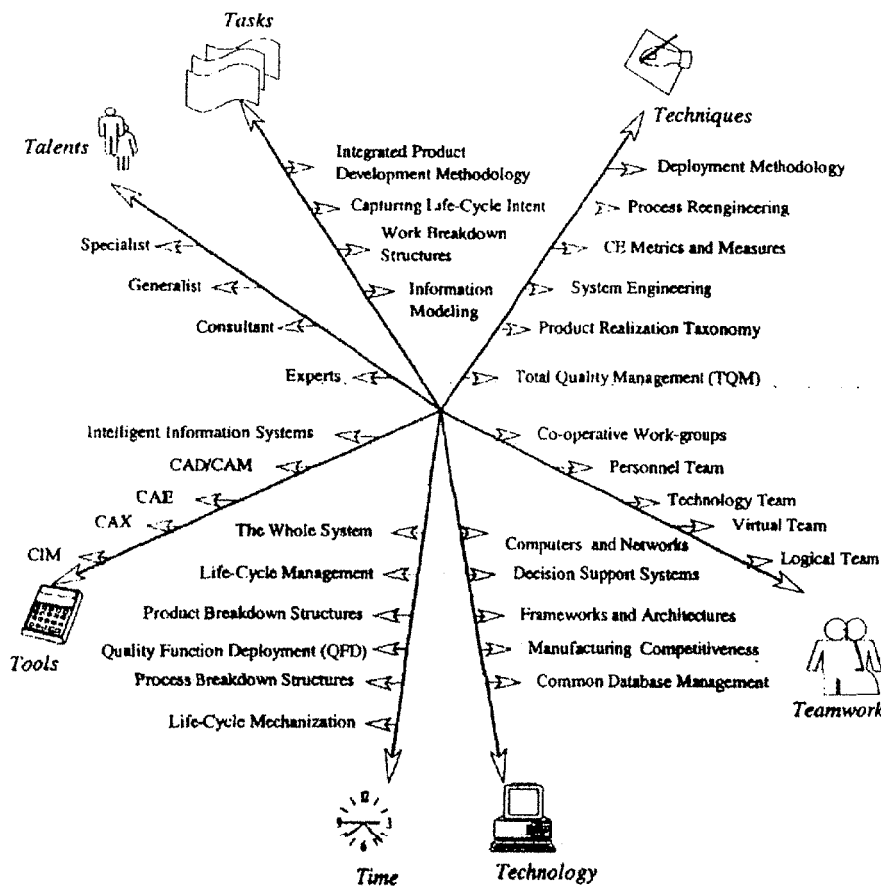 Tasks
Integrated Product
Development Methodology
Capturing Life-Cycle Intent
Work Breakdown
Structures
Information
Modeling
Techniques
Deployment Methodology
Process Reengineering
CE Metrics and Measures
System Engineering
Product Realization Taxonomy
Total Quality Management (TQM)
Talents
Specialist
Generalist
Consultant
Experts
Intelligent Information Systems
CAD/CAM
CAE
CAX
CIM
Tools
Co-operative Work-groups
Personnel Team
Technology Team
Virtual Team
Logical Team
Teamwork
The Whole System
Life-Cycle Management
Product Breakdown Structures
Quality Function Deployment (QFD)
Process Breakdown Structures
Life-Cycle Mechanization
12
9 3
6
Time
Computers and Networks
Decision Support Systems
Frameworks and Architectures
Manufacturing Competitiveness
Common Database Management
Technology